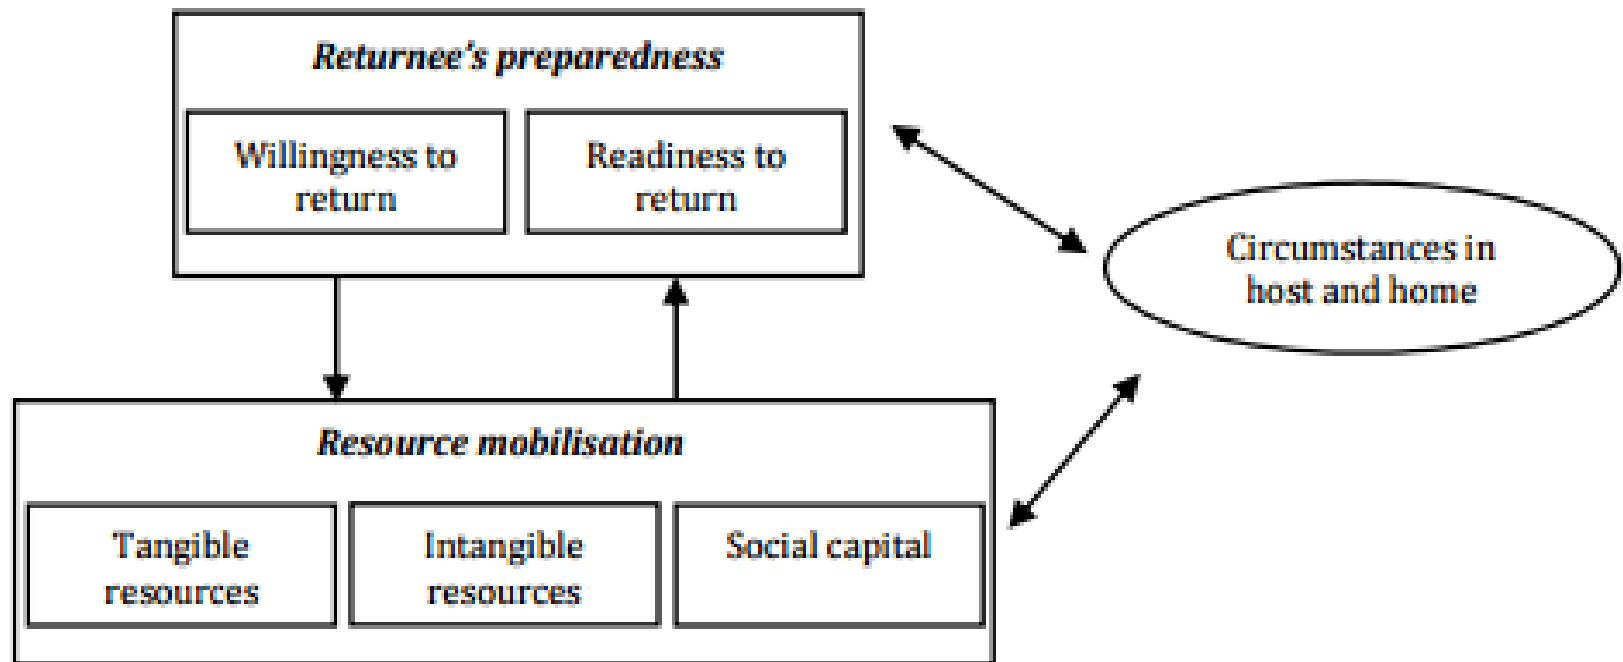 Returnee's preparedness
Willingness to
return
Readiness to
return
Circumstances in
host and home
Resource mobilisation
Tangible
resources
Intangible
resources
Social capital